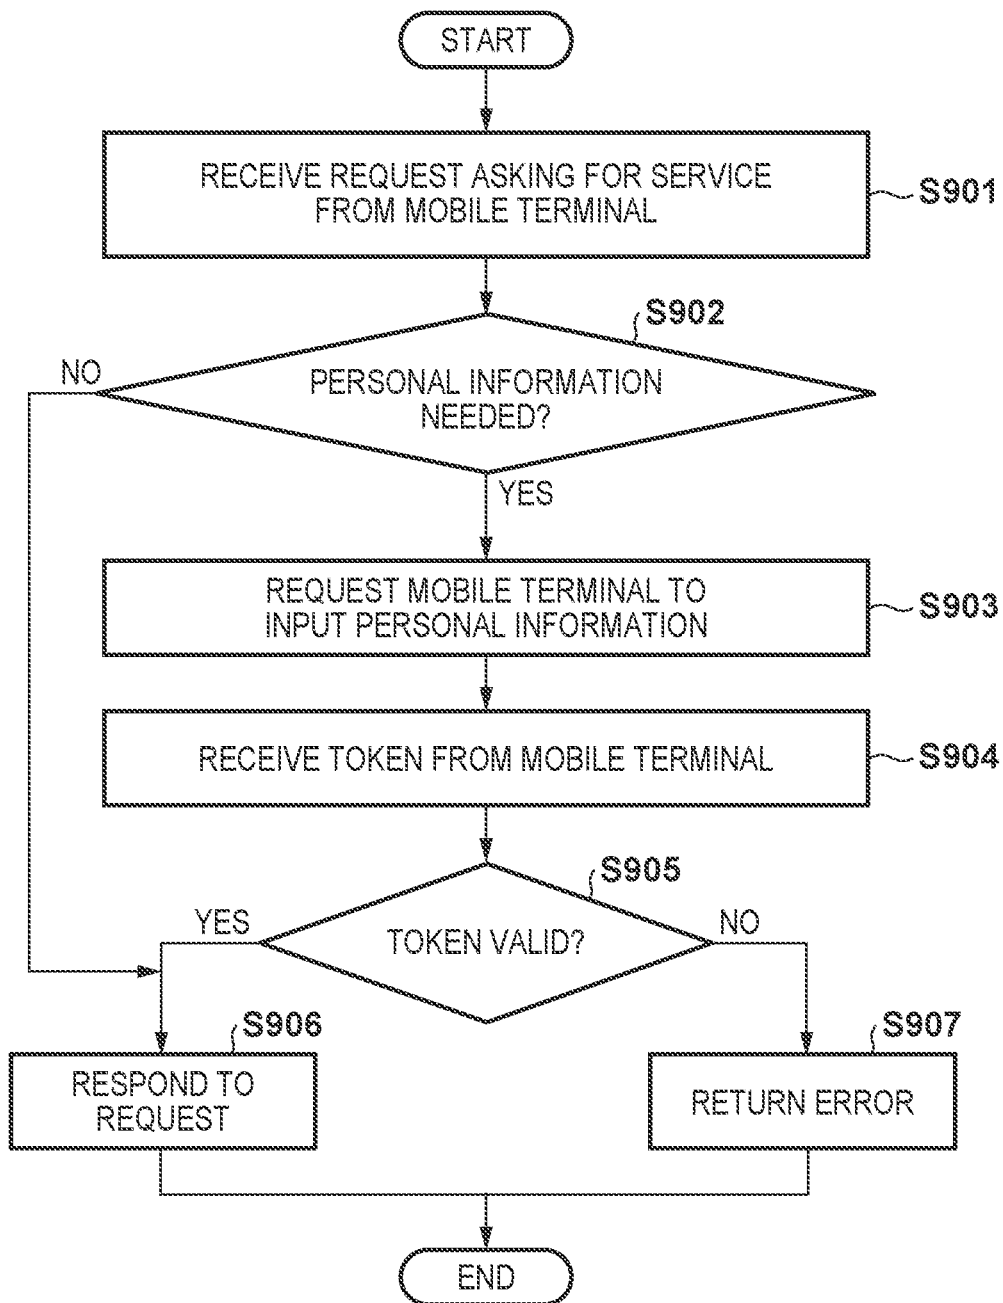 START
RECEIVE REQUEST ASKING FOR SERVICE
FROM MOBILE TERMINAL
S901
S902
NO
PERSONAL INFORMATION
NEEDED?
YES
REQUEST MOBILE TERMINAL TO
INPUT PERSONAL INFORMATION
S903
RECEIVE TOKEN FROM MOBILE TERMINAL
S904
S905
YES
TOKEN VALID?
NO
S906
RESPOND TO
REQUEST
S907
RETURN ERROR
END